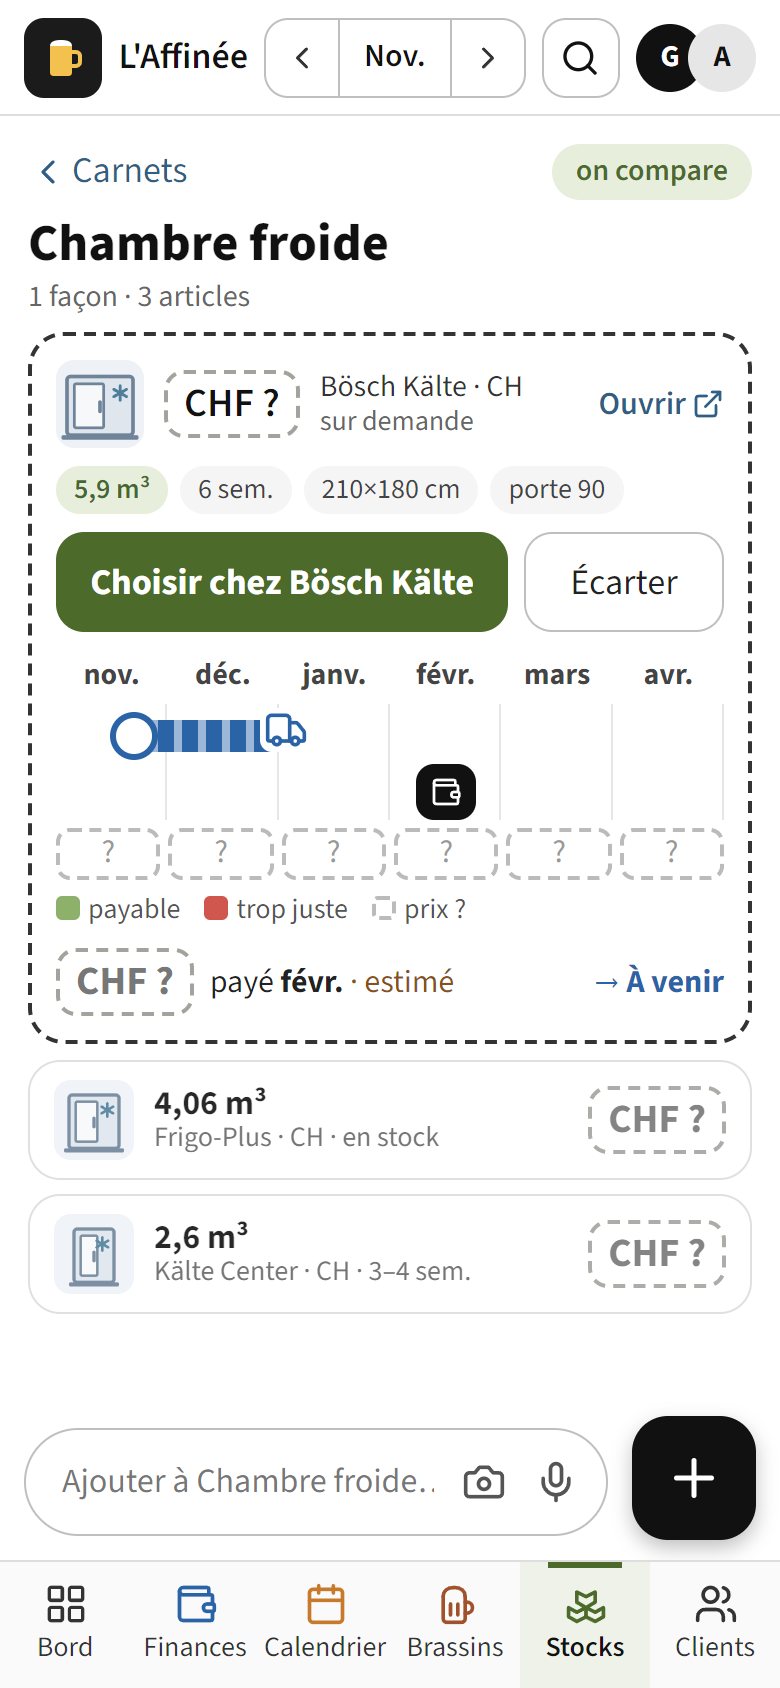 L'Affinée
Nov.
G
A
Carnets
on compare
Chambre froide
1 façon · 3 articles
CHF ?
Bösch Kälte · CH
sur demande
Ouvrir
5,9 m³
6 sem.
210×180 cm
porte 90
Choisir chez Bösch Kälte
Écarter
nov.
déc.
janv.
févr.
mars
avr.
?
?
?
?
?
?
payable
trop juste
prix ?
CHF ?
payé févr. · estimé
→ À venir
4,06 m³
Frigo-Plus · CH · en stock
CHF ?
2,6 m³
Kälte Center · CH · 3–4 sem.
CHF ?
Ajouter à Chambre froide..
Bord
Finances
Calendrier
Brassins
Stocks
Clients